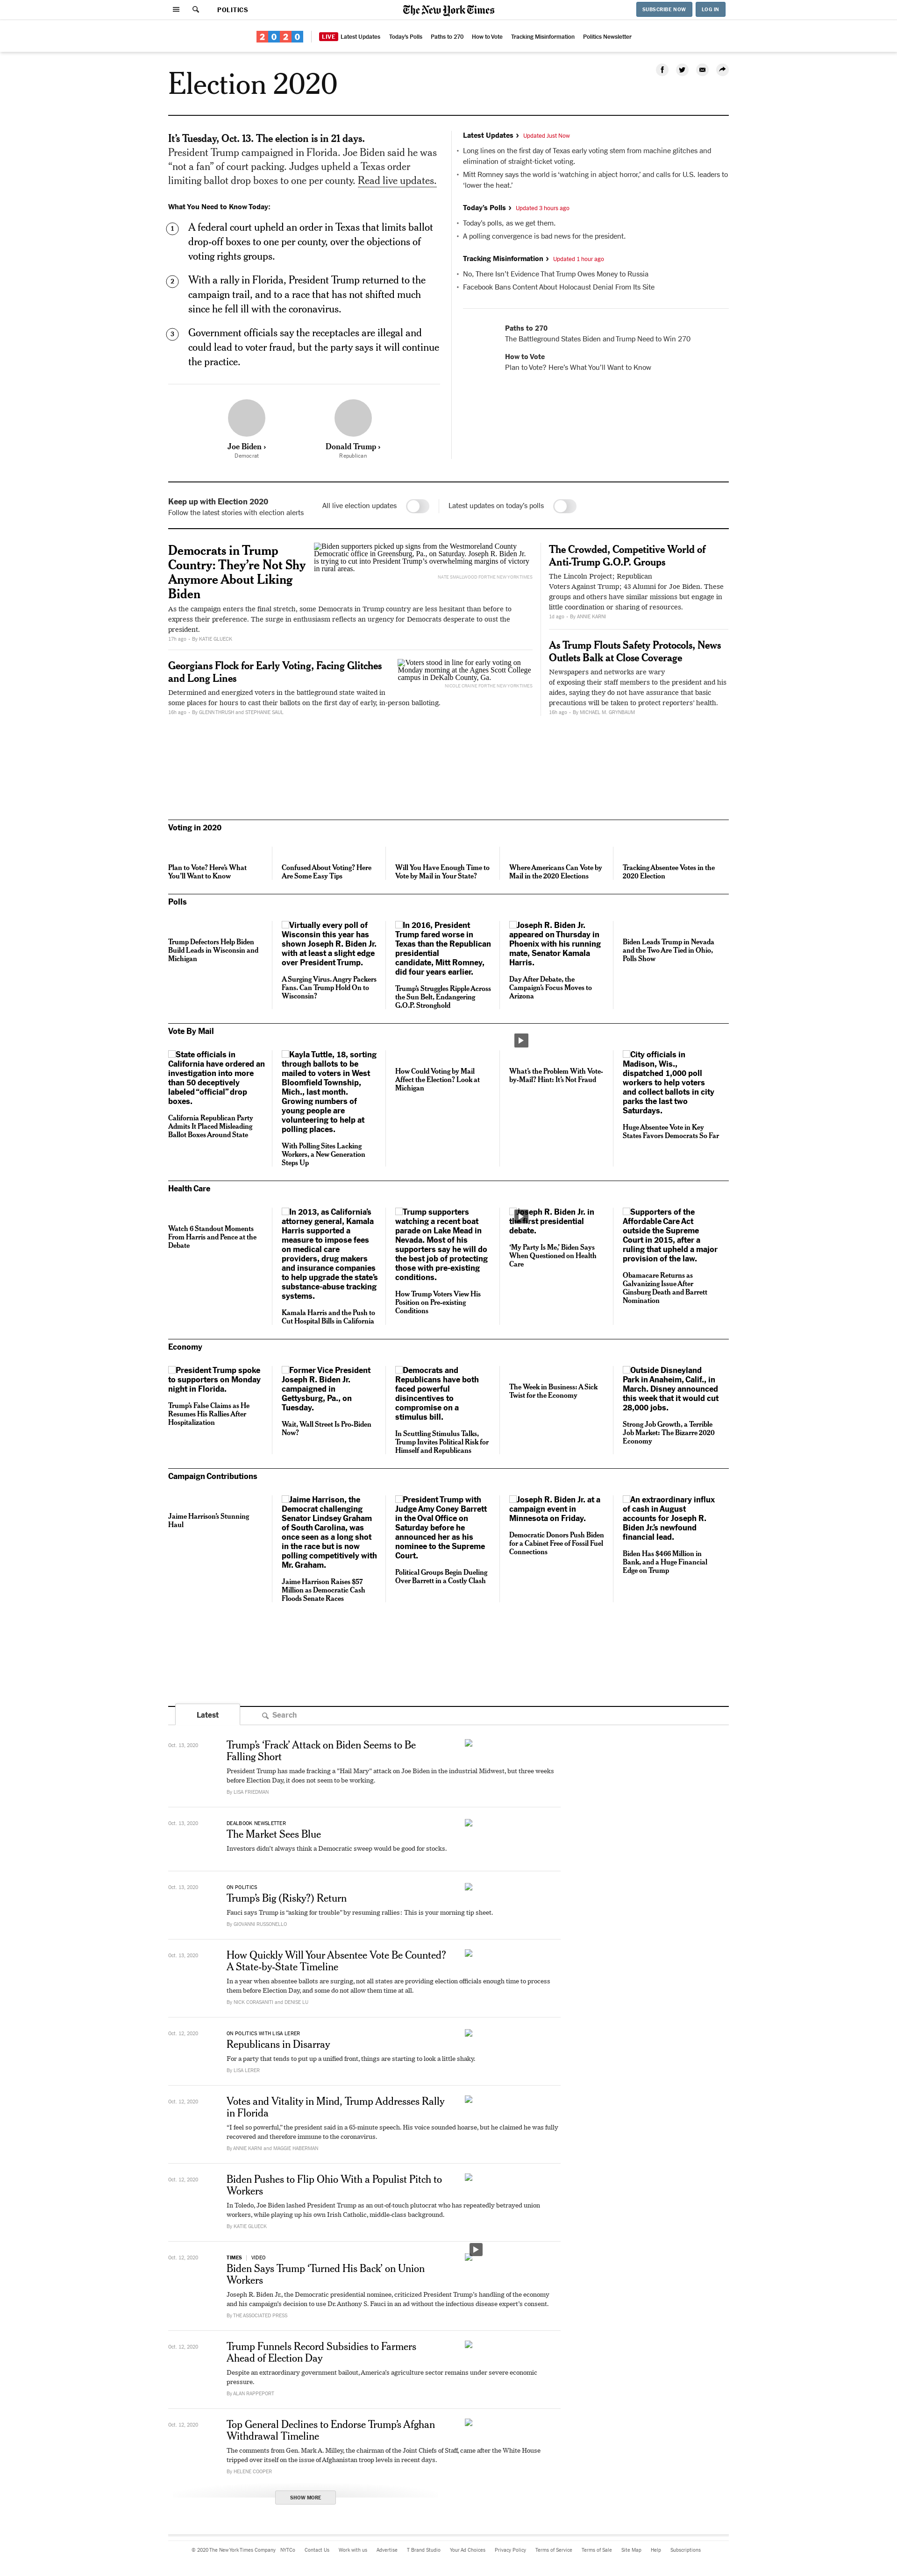 POLITICS
The New York Times
SUBSCRIBE NOW
LOG IN
2020
LIVE Latest Updates
Today's Polls
Paths to 270
How to Vote
Tracking Misinformation
Politics Newsletter
Election 2020
It's Tuesday, Oct. 13. The election is in 21 days.
President Trump campaigned in Florida. Joe Biden said he was
“not a fan” of court packing. Judges upheld a Texas order
limiting ballot drop boxes to one per county. Read live updates.
What You Need to Know Today:
1 A federal court upheld an order in Texas that limits ballot
drop-off boxes to one per county, over the objections of
voting rights groups.
2 With a rally in Florida, President Trump returned to the
campaign trail, and to a race that has not shifted much
since he fell ill with the coronavirus.
3 Government officials say the receptacles are illegal and
could lead to voter fraud, but the party says it will continue
the practice.
Joe Biden ›
Democrat
Donald Trump ›
Republican
Latest Updates › Updated Just Now
• Long lines on the first day of Texas early voting stem from machine glitches and
elimination of straight-ticket voting.
• Mitt Romney says the world is ‘watching in abject horror,’ and calls for U.S. leaders to
‘lower the heat.’
Today's Polls › Updated 3 hours ago
• Today's polls, as we get them.
• A polling convergence is bad news for the president.
Tracking Misinformation › Updated 1 hour ago
• No, There Isn't Evidence That Trump Owes Money to Russia
• Facebook Bans Content About Holocaust Denial From Its Site
Paths to 270
The Battleground States Biden and Trump Need to Win 270
How to Vote
Plan to Vote? Here's What You'll Want to Know
Keep up with Election 2020
Follow the latest stories with election alerts
All live election updates
Latest updates on today's polls
Democrats in Trump
Country: They're Not Shy
Anymore About Liking
Biden
Biden supporters picked up signs from the Westmoreland County
Democratic office in Greensburg, Pa., on Saturday. Joseph R. Biden Jr.
is trying to cut into President Trump's overwhelming margins of victory
in rural areas.
NATE SMALLWOOD FOR THE NEW YORK TIMES
As the campaign enters the final stretch, some Democrats in Trump country are less hesitant than before to
express their preference. The surge in enthusiasm reflects an urgency for Democrats desperate to oust the
president.
17h ago – By KATIE GLUECK
Georgians Flock for Early Voting, Facing Glitches
and Long Lines
Voters stood in line for early voting on
Monday morning at the Agnes Scott College
campus in DeKalb County, Ga.
NICOLE CRAINE FOR THE NEW YORK TIMES
Determined and energized voters in the battleground state waited in
some places for hours to cast their ballots on the first day of early, in-person balloting.
16h ago – By GLENN THRUSH and STEPHANIE SAUL
The Crowded, Competitive World of
Anti-Trump G.O.P. Groups
The Lincoln Project; Republican
Voters Against Trump; 43 Alumni for Joe Biden. These
groups and others have similar missions but engage in
little coordination or sharing of resources.
1d ago – By ANNIE KARNI
As Trump Flouts Safety Protocols, News
Outlets Balk at Close Coverage
Newspapers and networks are wary
of exposing their staff members to the president and his
aides, saying they do not have assurance that basic
precautions will be taken to protect reporters' health.
16h ago – By MICHAEL M. GRYNBAUM
Voting in 2020
Plan to Vote? Here's What
You'll Want to Know
Confused About Voting? Here
Are Some Easy Tips
Will You Have Enough Time to
Vote by Mail in Your State?
Where Americans Can Vote by
Mail in the 2020 Elections
Tracking Absentee Votes in the
2020 Election
Polls
Trump Defectors Help Biden
Build Leads in Wisconsin and
Michigan
Virtually every poll of
Wisconsin this year has
shown Joseph R. Biden Jr.
with at least a slight edge
over President Trump.
A Surging Virus. Angry Packers
Fans. Can Trump Hold On to
Wisconsin?
In 2016, President
Trump fared worse in
Texas than the Republican
presidential
candidate, Mitt Romney,
did four years earlier.
Trump's Struggles Ripple Across
the Sun Belt, Endangering
G.O.P. Stronghold
Joseph R. Biden Jr.
appeared on Thursday in
Phoenix with his running
mate, Senator Kamala
Harris.
Day After Debate, the
Campaign's Focus Moves to
Arizona
Biden Leads Trump in Nevada
and the Two Are Tied in Ohio,
Polls Show
Vote By Mail
State officials in
California have ordered an
investigation into more
than 50 deceptively
labeled “official” drop
boxes.
California Republican Party
Admits It Placed Misleading
Ballot Boxes Around State
Kayla Tuttle, 18, sorting
through ballots to be
mailed to voters in West
Bloomfield Township,
Mich., last month.
Growing numbers of
young people are
volunteering to help at
polling places.
With Polling Sites Lacking
Workers, a New Generation
Steps Up
How Could Voting by Mail
Affect the Election? Look at
Michigan
What's the Problem With Vote-
by-Mail? Hint: It's Not Fraud
City officials in
Madison, Wis.,
dispatched 1,000 poll
workers to help voters
and collect ballots in city
parks the last two
Saturdays.
Huge Absentee Vote in Key
States Favors Democrats So Far
Health Care
Watch 6 Standout Moments
From Harris and Pence at the
Debate
In 2013, as California's
attorney general, Kamala
Harris supported a
measure to impose fees
on medical care
providers, drug makers
and insurance companies
to help upgrade the state's
substance-abuse tracking
systems.
Kamala Harris and the Push to
Cut Hospital Bills in California
Trump supporters
watching a recent boat
parade on Lake Mead in
Nevada. Most of his
supporters say he will do
the best job of protecting
those with pre-existing
conditions.
How Trump Voters View His
Position on Pre-existing
Conditions
Joseph R. Biden Jr. in
the first presidential
debate.
‘My Party Is Me,’ Biden Says
When Questioned on Health
Care
Supporters of the
Affordable Care Act
outside the Supreme
Court in 2015, after a
ruling that upheld a major
provision of the law.
Obamacare Returns as
Galvanizing Issue After
Ginsburg Death and Barrett
Nomination
Economy
President Trump spoke
to supporters on Monday
night in Florida.
Trump's False Claims as He
Resumes His Rallies After
Hospitalization
Former Vice President
Joseph R. Biden Jr.
campaigned in
Gettysburg, Pa., on
Tuesday.
Wait, Wall Street Is Pro-Biden
Now?
Democrats and
Republicans have both
faced powerful
disincentives to
compromise on a
stimulus bill.
In Scuttling Stimulus Talks,
Trump Invites Political Risk for
Himself and Republicans
The Week in Business: A Sick
Twist for the Economy
Outside Disneyland
Park in Anaheim, Calif., in
March. Disney announced
this week that it would cut
28,000 jobs.
Strong Job Growth, a Terrible
Job Market: The Bizarre 2020
Economy
Campaign Contributions
Jaime Harrison's Stunning
Haul
Jaime Harrison, the
Democrat challenging
Senator Lindsey Graham
of South Carolina, was
once seen as a long shot
in the race but is now
polling competitively with
Mr. Graham.
Jaime Harrison Raises $57
Million as Democratic Cash
Floods Senate Races
President Trump with
Judge Amy Coney Barrett
in the Oval Office on
Saturday before he
announced her as his
nominee to the Supreme
Court.
Political Groups Begin Dueling
Over Barrett in a Costly Clash
Joseph R. Biden Jr. at a
campaign event in
Minnesota on Friday.
Democratic Donors Push Biden
for a Cabinet Free of Fossil Fuel
Connections
An extraordinary influx
of cash in August
accounts for Joseph R.
Biden Jr.'s newfound
financial lead.
Biden Has $466 Million in
Bank, and a Huge Financial
Edge on Trump
Latest
Search
Oct. 13, 2020
Trump's ‘Frack’ Attack on Biden Seems to Be
Falling Short
President Trump has made fracking a “Hail Mary” attack on Joe Biden in the industrial Midwest, but three weeks
before Election Day, it does not seem to be working.
By LISA FRIEDMAN
Oct. 13, 2020
DEALBOOK NEWSLETTER
The Market Sees Blue
Investors didn't always think a Democratic sweep would be good for stocks.
Oct. 13, 2020
ON POLITICS
Trump's Big (Risky?) Return
Fauci says Trump is “asking for trouble” by resuming rallies: This is your morning tip sheet.
By GIOVANNI RUSSONELLO
Oct. 13, 2020
How Quickly Will Your Absentee Vote Be Counted?
A State-by-State Timeline
In a year when absentee ballots are surging, not all states are providing election officials enough time to process
them before Election Day, and some do not allow them time at all.
By NICK CORASANITI and DENISE LU
Oct. 12, 2020
ON POLITICS WITH LISA LERER
Republicans in Disarray
For a party that tends to put up a unified front, things are starting to look a little shaky.
By LISA LERER
Oct. 12, 2020
Votes and Vitality in Mind, Trump Addresses Rally
in Florida
“I feel so powerful,” the president said in a 65-minute speech. His voice sounded hoarse, but he claimed he was fully
recovered and therefore immune to the coronavirus.
By ANNIE KARNI and MAGGIE HABERMAN
Oct. 12, 2020
Biden Pushes to Flip Ohio With a Populist Pitch to
Workers
In Toledo, Joe Biden lashed President Trump as an out-of-touch plutocrat who has repeatedly betrayed union
workers, while playing up his own Irish Catholic, middle-class background.
By KATIE GLUECK
Oct. 12, 2020
TIMES | VIDEO
Biden Says Trump ‘Turned His Back’ on Union
Workers
Joseph R. Biden Jr., the Democratic presidential nominee, criticized President Trump's handling of the economy
and his campaign's decision to use Dr. Anthony S. Fauci in an ad without the infectious disease expert's consent.
By THE ASSOCIATED PRESS
Oct. 12, 2020
Trump Funnels Record Subsidies to Farmers
Ahead of Election Day
Despite an extraordinary government bailout, America's agriculture sector remains under severe economic
pressure.
By ALAN RAPPEPORT
Oct. 12, 2020
Top General Declines to Endorse Trump's Afghan
Withdrawal Timeline
The comments from Gen. Mark A. Milley, the chairman of the Joint Chiefs of Staff, came after the White House
tripped over itself on the issue of Afghanistan troop levels in recent days.
By HELENE COOPER
SHOW MORE
© 2020 The New York Times Company
NYTCo
Contact Us
Work with us
Advertise
T Brand Studio
Your Ad Choices
Privacy Policy
Terms of Service
Terms of Sale
Site Map
Help
Subscriptions